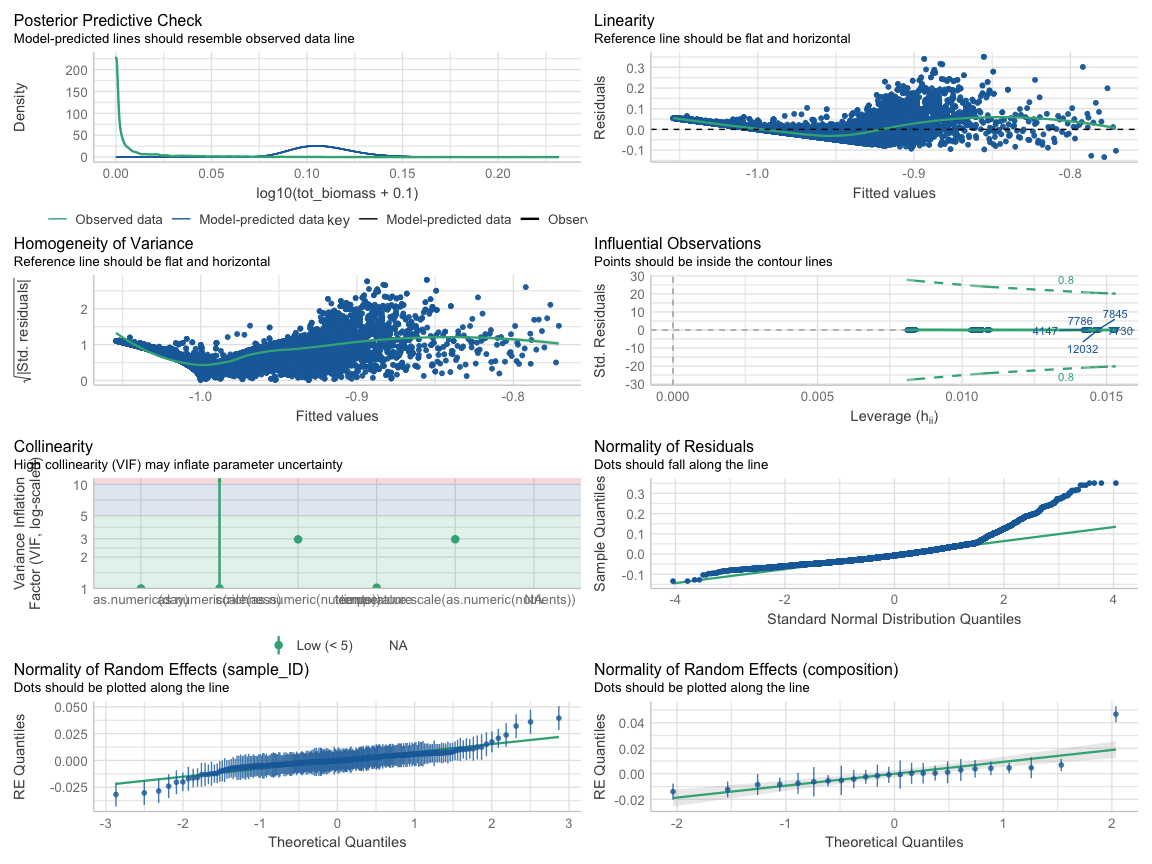 Posterior Predictive Check
Model-predicted lines should resemble observed data line
Density
200
150
100
50
0
0.00
0.05
0.10
0.15
0.20
log10(tot_biomass + 0.1)
Observed data
Model-predicted data
key
Model-predicted data
Observ
Linearity
Reference line should be flat and horizontal
Residuals
0.3
0.2
0.1
0.0
-0.1
-1.0
-0.9
-0.8
Fitted values
Homogeneity of Variance
Reference line should be flat and horizontal
√|Std. residuals|
2
1
0
-1.0
-0.9
-0.8
Fitted values
Influential Observations
Points should be inside the contour lines
Std. Residuals
30
20
10
0
-10
-20
-30
0.8
7845
7786
4147
7730
12032
0.8
0.000
0.005
0.010
0.015
Leverage (hii)
Collinearity
High collinearity (VIF) may inflate parameter uncertainty
Variance Inflation
Factor (VIF, log-scaled)
10
5
3
2
1
Low (< 5)
NA
Normality of Residuals
Dots should fall along the line
Sample Quantiles
0.3
0.2
0.1
0.0
-0.1
-4
-2
0
2
4
Standard Normal Distribution Quantiles
Normality of Random Effects (sample_ID)
Dots should be plotted along the line
RE Quantiles
0.050
0.025
0.000
-0.025
-3
-2
-1
0
1
2
3
Theoretical Quantiles
Normality of Random Effects (composition)
Dots should be plotted along the line
RE Quantiles
0.04
0.02
0.00
-0.02
-2
-1
0
1
2
Theoretical Quantiles